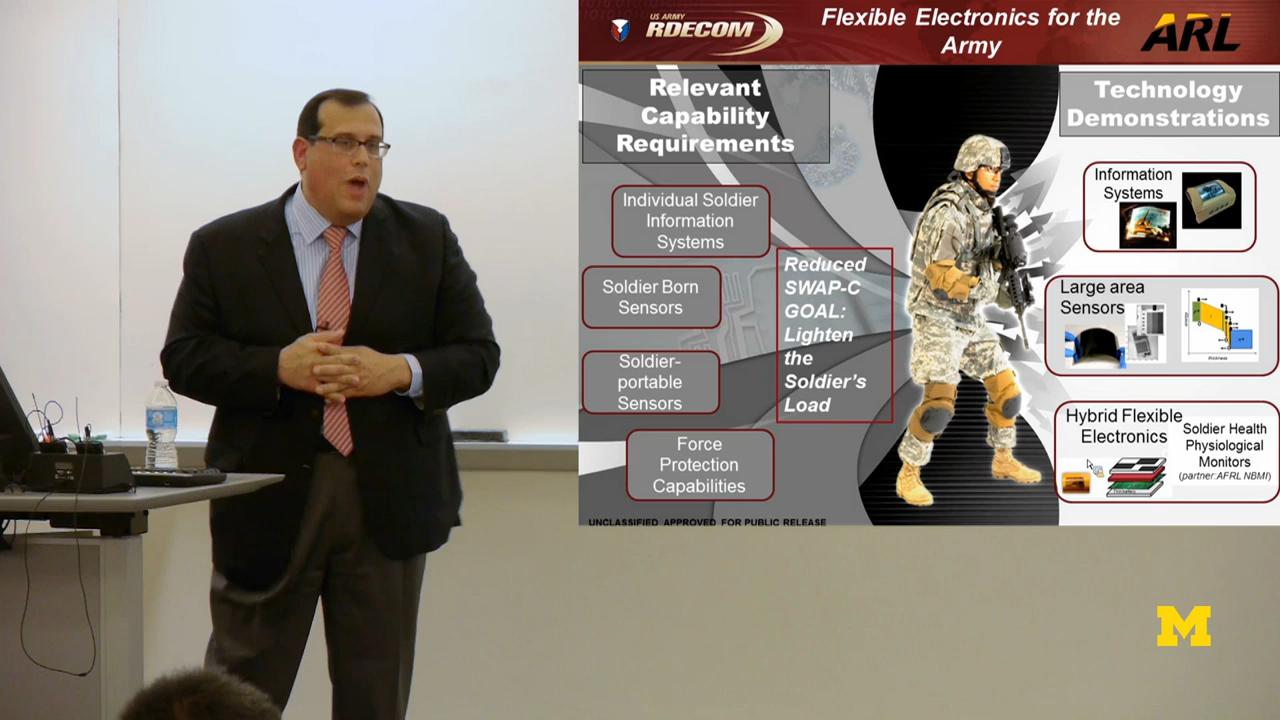 US ARMY
RDECOM
Flexible Electronics for the
Army
ARL
Relevant
Capability
Requirements
Individual Soldier
Information
Systems
Soldier Born
Sensors
Soldier-
portable
Sensors
Force
Protection
Capabilities
UNCLASSIFIED APPROVED FOR PUBLIC RELEASE
Reduced
SWAP-C
GOAL:
Lighten
the
Soldier's
Load
Technology
Demonstrations
Information
Systems
Large area
Sensors
Hybrid Flexible
Electronics
Soldier Health
Physiological
Monitors
(partner:AFRL NBMI)
M